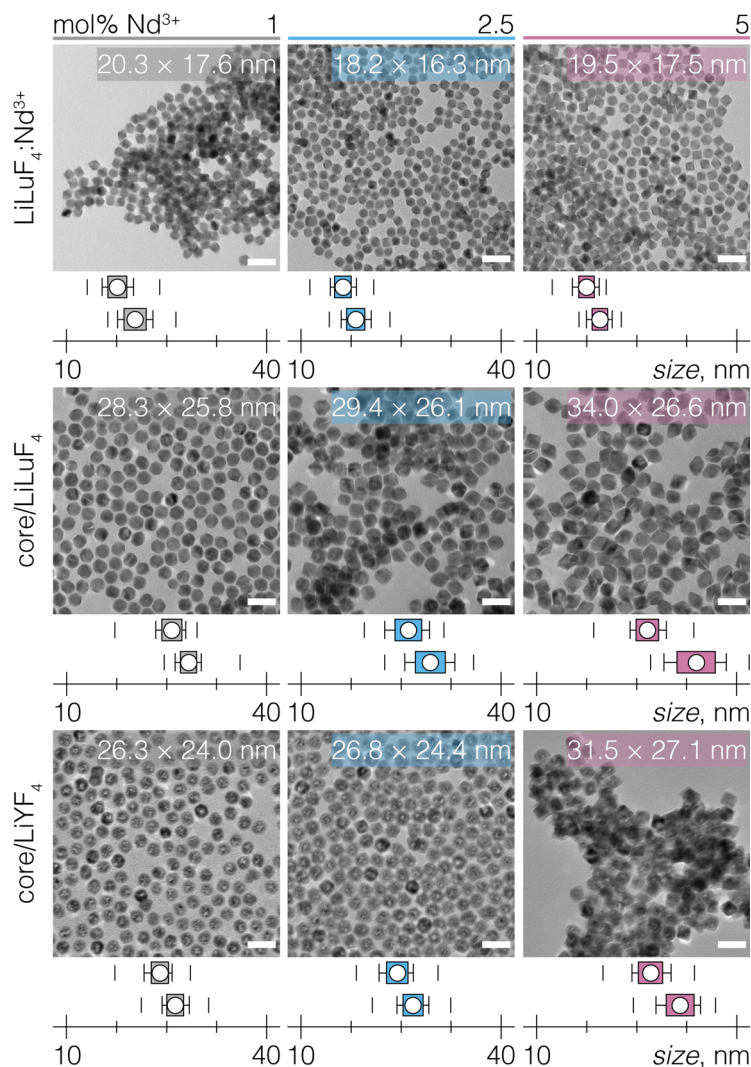 mol% Nd³⁺ 1 2.5 5
LiLuF₄:Nd³⁺
20.3 × 17.6 nm 18.2 × 16.3 nm 19.5 × 17.5 nm
10 40 10 10 size, nm
core/LiLuF₄
28.3 × 25.8 nm 29.4 × 26.1 nm 34.0 × 26.6 nm
10 40 10 40 10 size, nm
core/LiYF₄
26.3 × 24.0 nm 26.8 × 24.4 nm 31.5 × 27.1 nm
10 40 10 40 10 size, nm